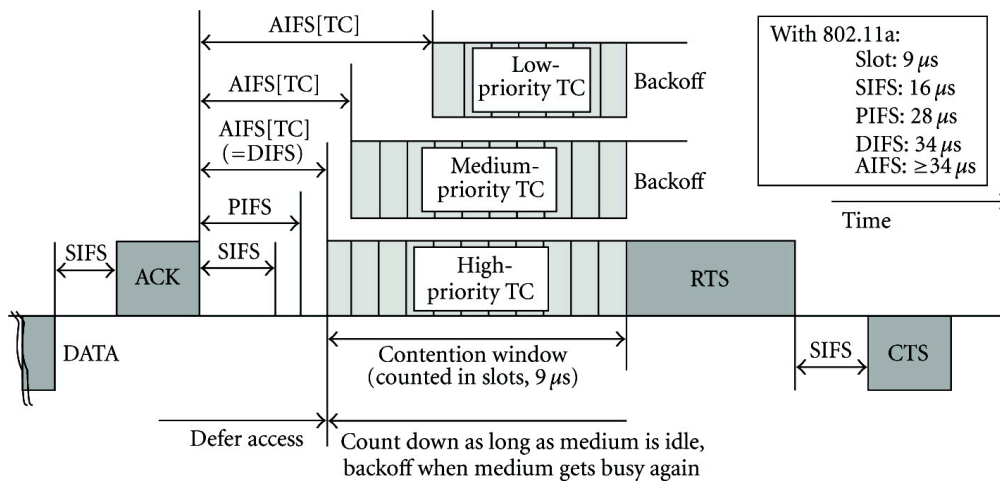 AIFS[TC]
Low-
priority TC
Backoff
With 802.11a:
Slot: 9 μs
SIFS: 16 μs
PIFS: 28 μs
DIFS: 34 μs
AIFS: ≥34 μs
AIFS[TC]
AIFS[TC]
(=DIFS)
Medium-
priority TC
Backoff
Time
PIFS
SIFS
ACK
SIFS
High-
priority TC
RTS
DATA
Contention window
(counted in slots, 9 μs)
SIFS
CTS
Defer access
Count down as long as medium is idle,
backoff when medium gets busy again